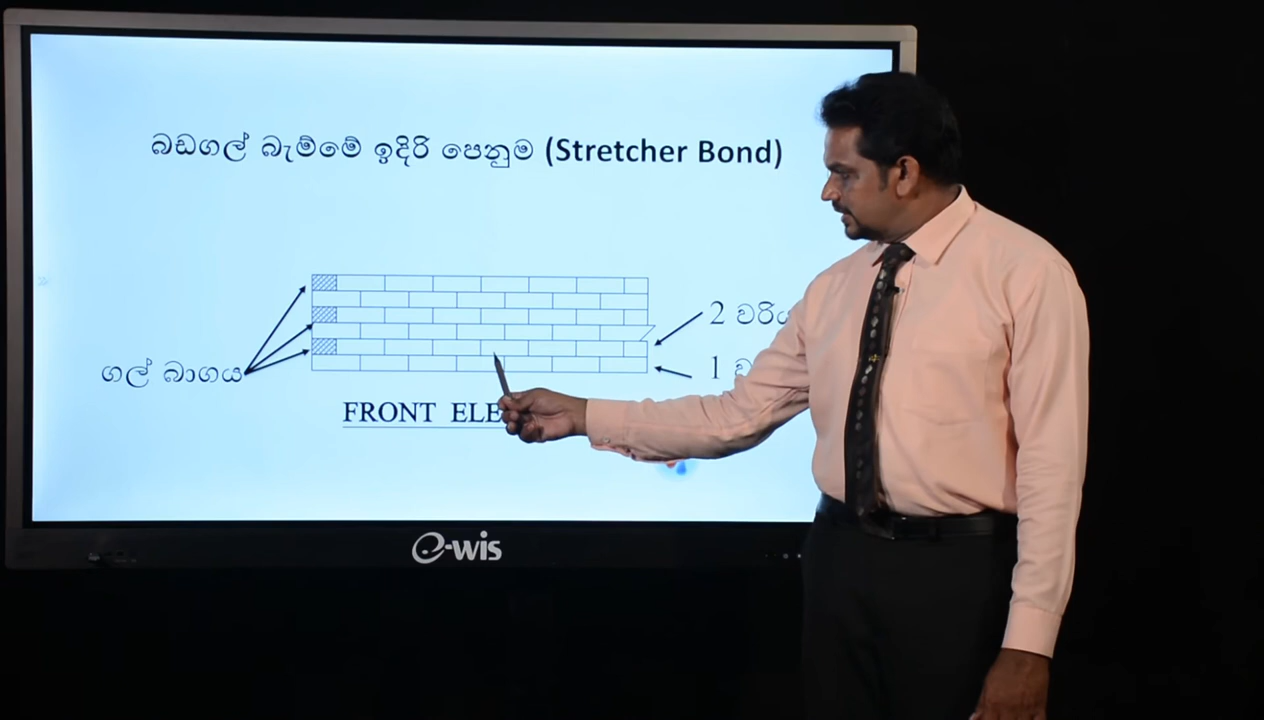 බඩගල් බැම්මේ ඉදිරි පෙනුම (Stretcher Bond)
2
ගල් බාගය
1
FRONT
e-wis